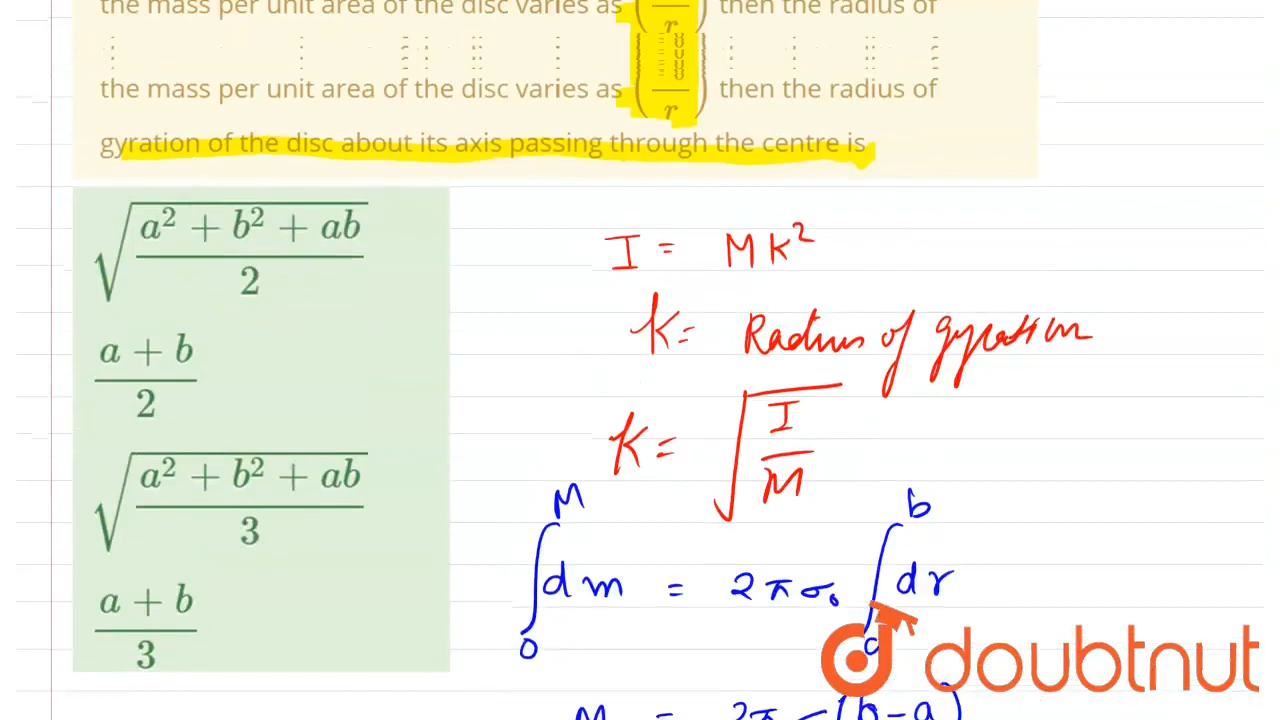 the mass per unit area of the disc varies as ( — / r ) then the radius of
the mass per unit area of the disc varies as ( — / r ) then the radius of
gyration of the disc about its axis passing through the centre is
√((a² + b² + ab)/2)
(a + b)/2
√((a² + b² + ab)/3)
(a + b)/3
I = MK²
K = Radius of gyration
K = √(I/M)
∫₀ᴹ dm = 2πσ₀ ∫ᵇ dr
M = 2π (b-a)
doubtnut